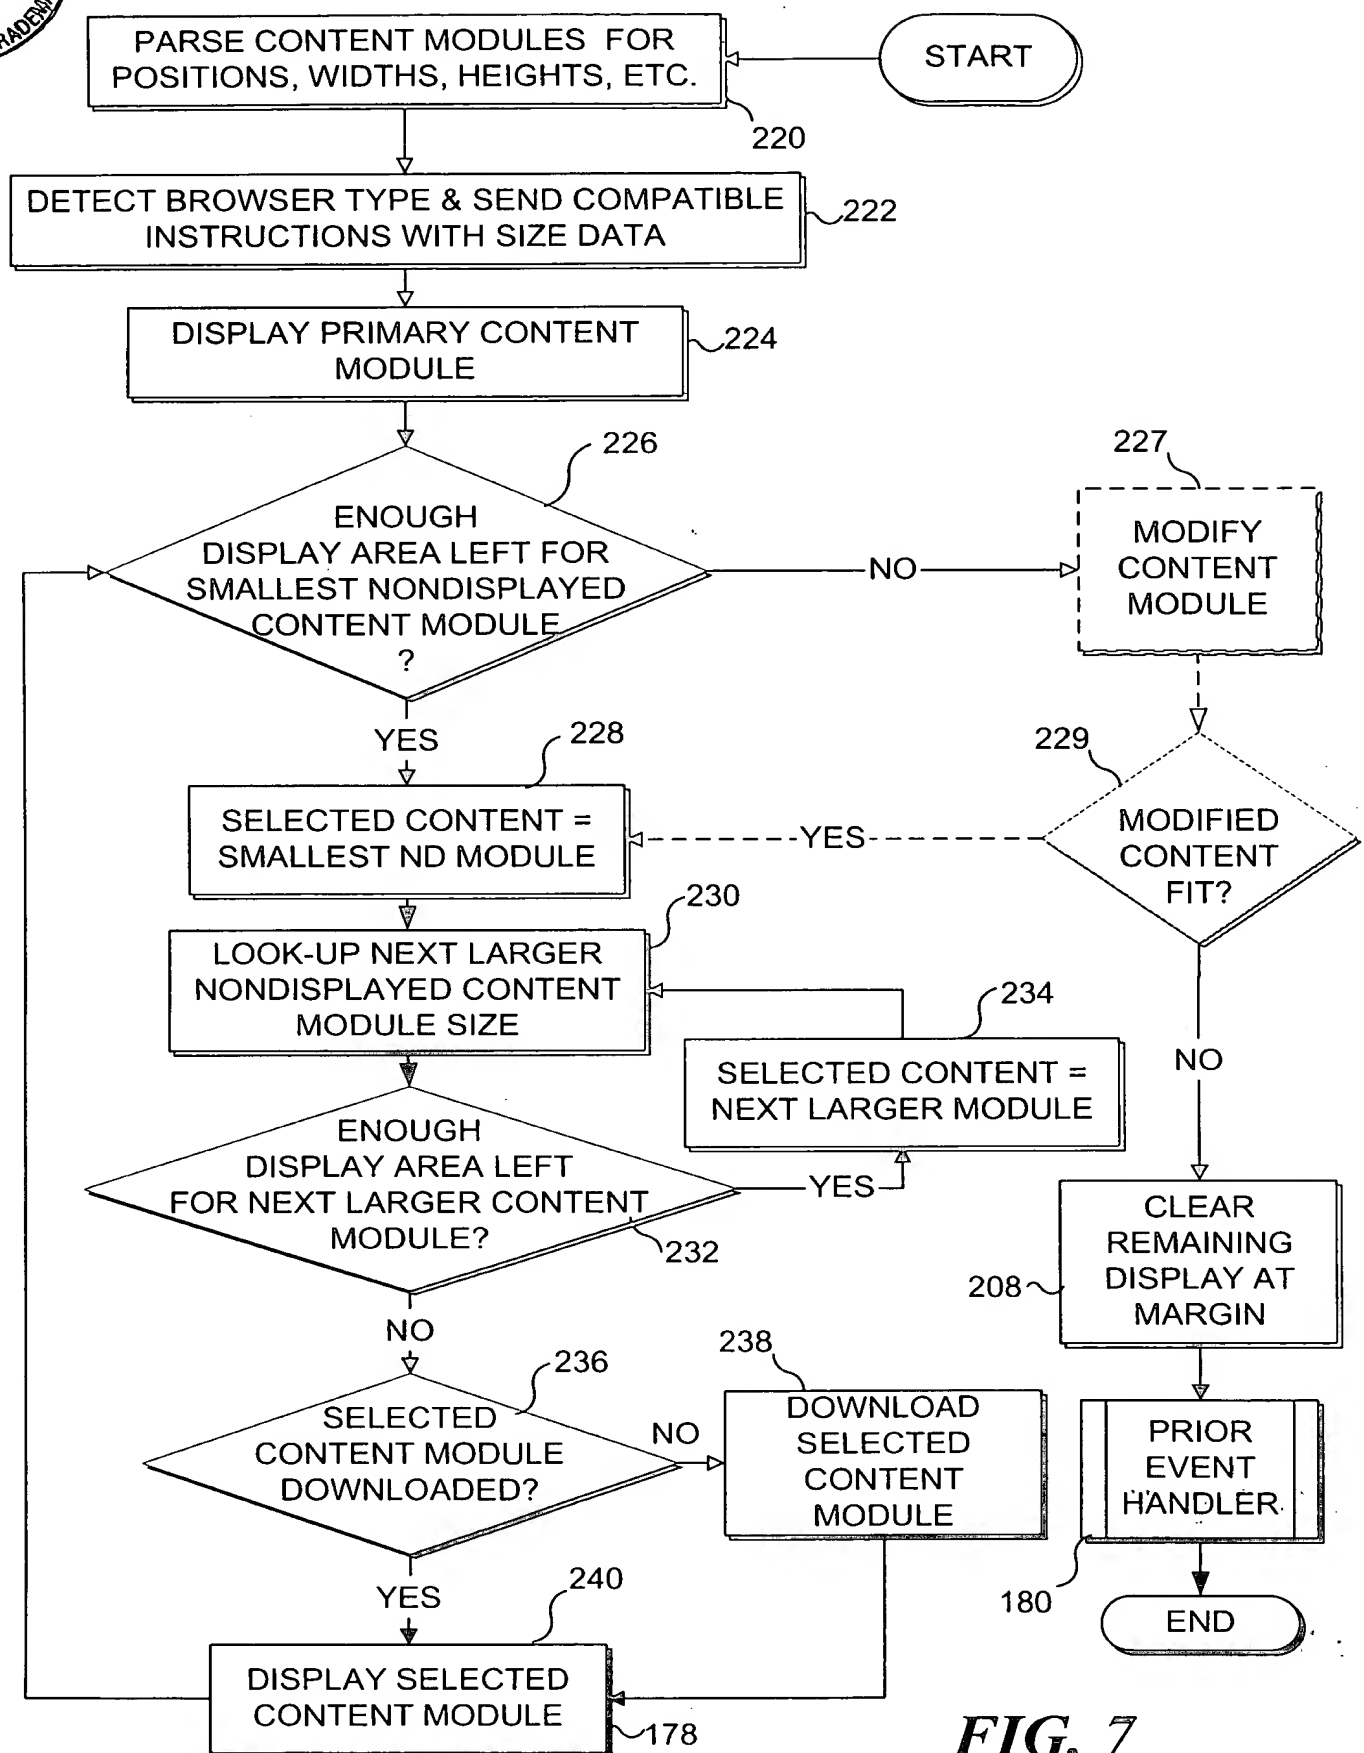 PARSE CONTENT MODULES FOR
POSITIONS, WIDTHS, HEIGHTS, ETC.
START
220
DETECT BROWSER TYPE & SEND COMPATIBLE
INSTRUCTIONS WITH SIZE DATA
222
DISPLAY PRIMARY CONTENT
MODULE
224
226
ENOUGH
DISPLAY AREA LEFT FOR
SMALLEST NONDISPLAYED
CONTENT MODULE
?
NO
227
MODIFY
CONTENT
MODULE
YES
228
SELECTED CONTENT =
SMALLEST ND MODULE
YES
229
MODIFIED
CONTENT
FIT?
230
LOOK-UP NEXT LARGER
NONDISPLAYED CONTENT
MODULE SIZE
234
SELECTED CONTENT =
NEXT LARGER MODULE
NO
ENOUGH
DISPLAY AREA LEFT
FOR NEXT LARGER CONTENT
MODULE?
YES
232
CLEAR
REMAINING
DISPLAY AT
MARGIN
208
NO
236
SELECTED
CONTENT MODULE
DOWNLOADED?
NO
238
DOWNLOAD
SELECTED
CONTENT
MODULE
PRIOR
EVENT
HANDLER
180
END
YES
240
DISPLAY SELECTED
CONTENT MODULE
178
FIG. 7